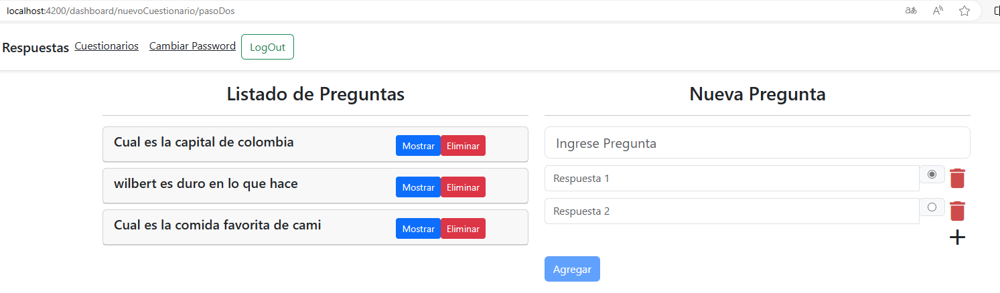 localhost:4200/dashboard/nuevoCuestionario/pasoDos
Respuestas Cuestionarios Cambiar Password LogOut
Listado de Preguntas
Cual es la capital de colombia Mostrar Eliminar
wilbert es duro en lo que hace Mostrar Eliminar
Cual es la comida favorita de cami Mostrar Eliminar
Nueva Pregunta
Ingrese Pregunta
Respuesta 1
Respuesta 2
Agregar